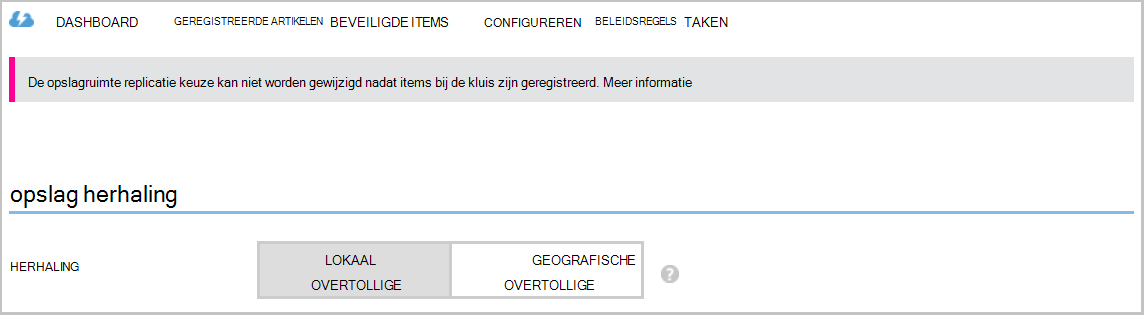 DASHBOARD GEREGISTREERDE ARTIKELEN BEVEILIGDE ITEMS CONFIGUREREN BELEIDSREGELS TAKEN
De opslagruimte replicatie keuze kan niet worden gewijzigd nadat items bij de kluis zijn geregistreerd. Meer informatie
opslag herhaling
HERHALING
LOKAAL
OVERTOLLIGE
GEOGRAFISCHE
OVERTOLLIGE
?